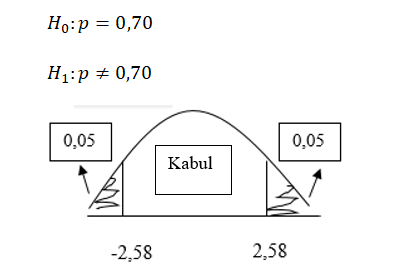 H₀: p = 0,70
H₁: p ≠ 0,70
0,05
0,05
Kabul
-2,58
2,58